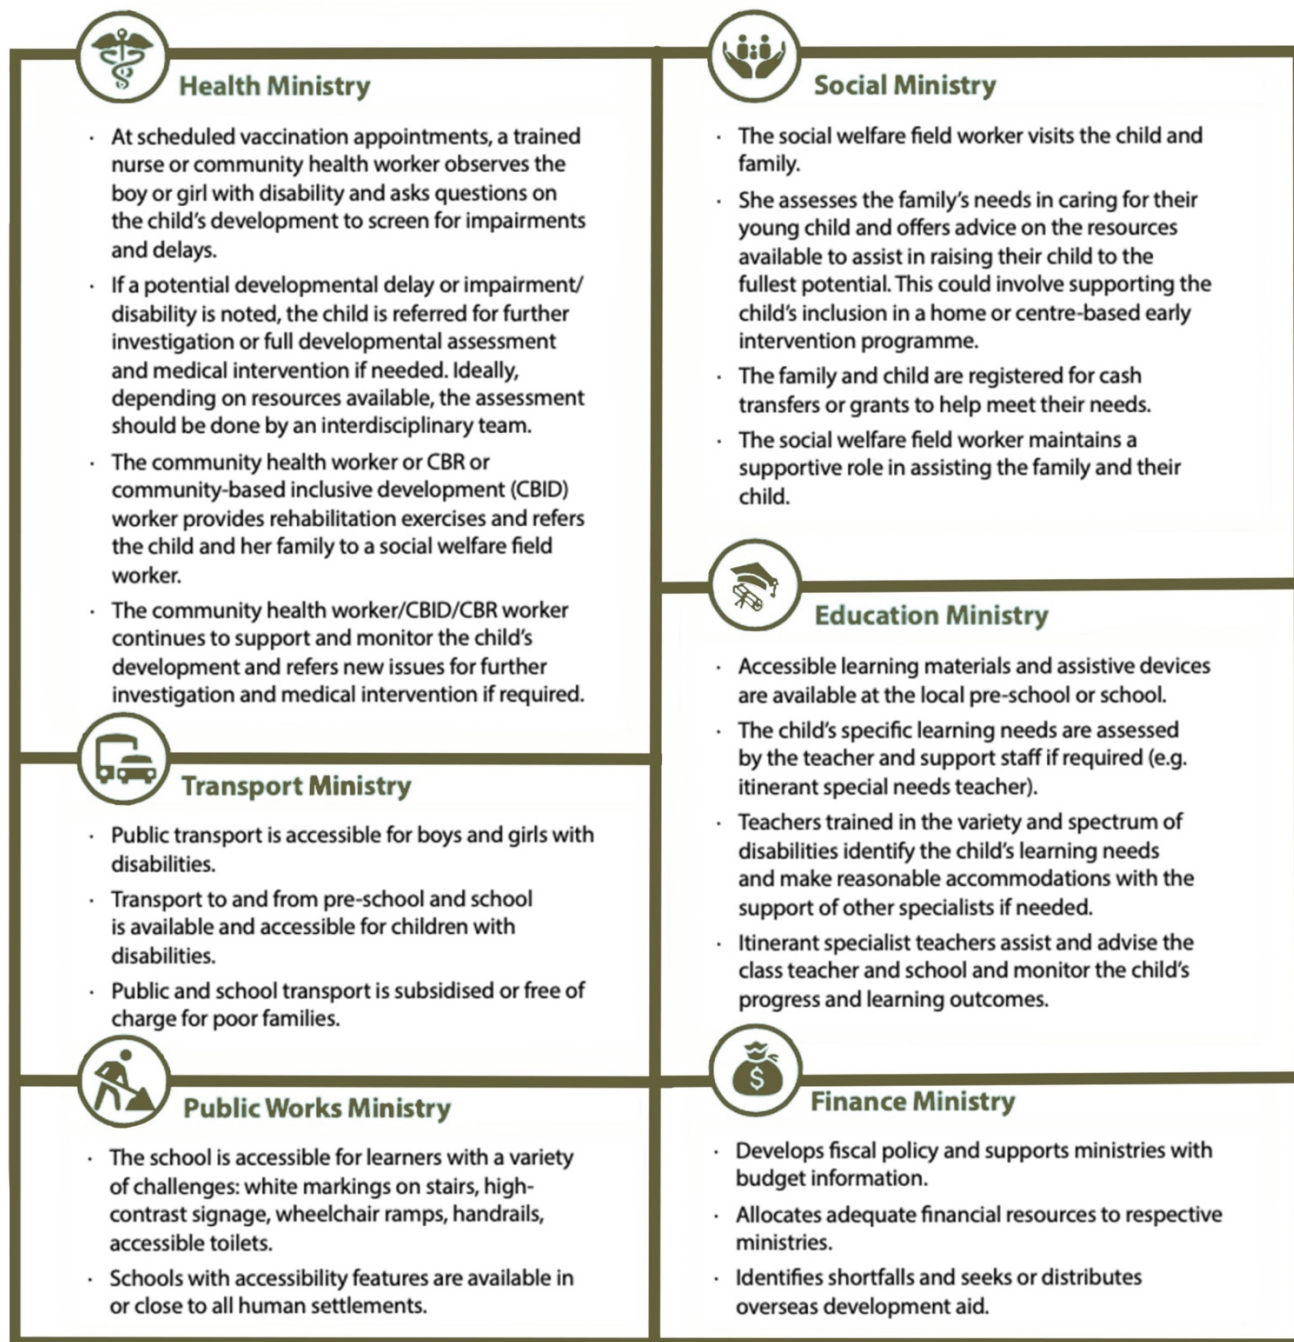 Health Ministry
· At scheduled vaccination appointments, a trained
nurse or community health worker observes the
boy or girl with disability and asks questions on
the child's development to screen for impairments
and delays.
· If a potential developmental delay or impairment/
disability is noted, the child is referred for further
investigation or full developmental assessment
and medical intervention if needed. Ideally,
depending on resources available, the assessment
should be done by an interdisciplinary team.
· The community health worker or CBR or
community-based inclusive development (CBID)
worker provides rehabilitation exercises and refers
the child and her family to a social welfare field
worker.
· The community health worker/CBID/CBR worker
continues to support and monitor the child's
development and refers new issues for further
investigation and medical intervention if required.
Transport Ministry
· Public transport is accessible for boys and girls with
disabilities.
· Transport to and from pre-school and school
is available and accessible for children with
disabilities.
· Public and school transport is subsidised or free of
charge for poor families.
Public Works Ministry
· The school is accessible for learners with a variety
of challenges: white markings on stairs, high-
contrast signage, wheelchair ramps, handrails,
accessible toilets.
· Schools with accessibility features are available in
or close to all human settlements.
Social Ministry
· The social welfare field worker visits the child and
family.
· She assesses the family's needs in caring for their
young child and offers advice on the resources
available to assist in raising their child to the
fullest potential. This could involve supporting the
child's inclusion in a home or centre-based early
intervention programme.
· The family and child are registered for cash
transfers or grants to help meet their needs.
· The social welfare field worker maintains a
supportive role in assisting the family and their
child.
Education Ministry
· Accessible learning materials and assistive devices
are available at the local pre-school or school.
· The child's specific learning needs are assessed
by the teacher and support staff if required (e.g.
itinerant special needs teacher).
· Teachers trained in the variety and spectrum of
disabilities identify the child's learning needs
and make reasonable accommodations with the
support of other specialists if needed.
· Itinerant specialist teachers assist and advise the
class teacher and school and monitor the child's
progress and learning outcomes.
$
Finance Ministry
· Develops fiscal policy and supports ministries with
budget information.
· Allocates adequate financial resources to respective
ministries.
· Identifies shortfalls and seeks or distributes
overseas development aid.